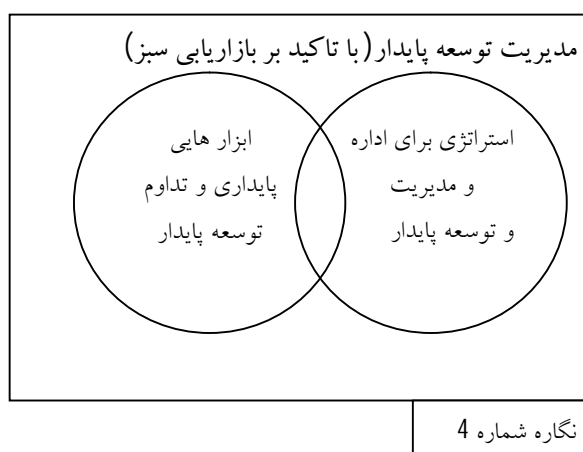 مدیریت توسعه پایدار(با تاکید بر بازاریابی سبز)
استراتژی برای اداره
و مدیریت
و توسعه پایدار
ابزار هایی
پایداری و تداوم
توسعه پایدار
نگاره شماره 4